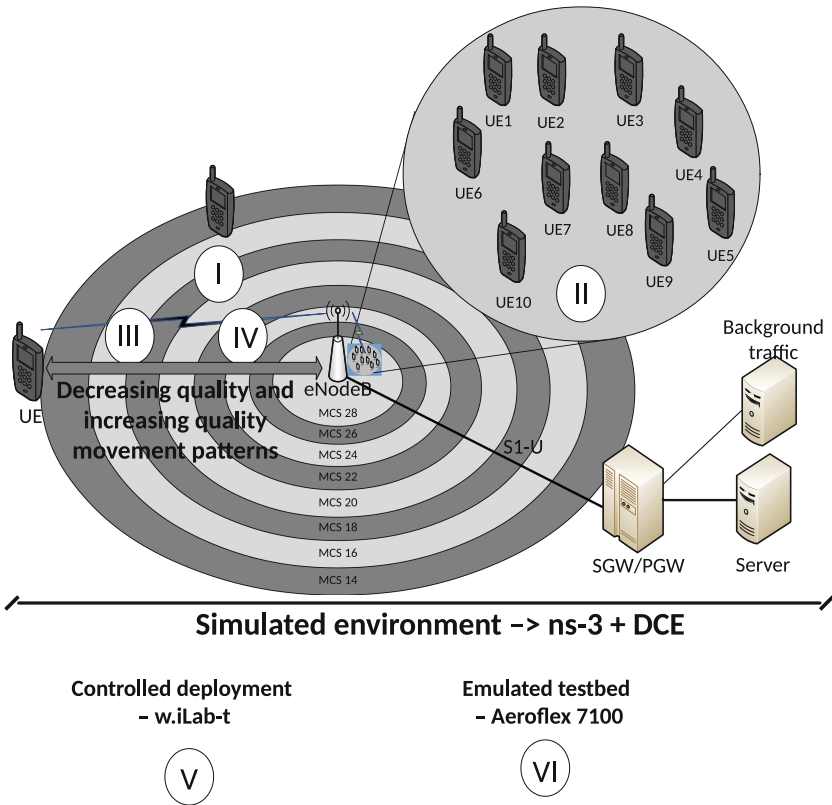 UE1
UE2
UE3
UE4
UE6
UE7
UE8
UE5
UE9
UE10
I
II
III
IV
Background
traffic
UE
Decreasing quality and
increasing quality
movement patterns
eNodeB
MCS 28
MCS 26
MCS 24
MCS 22
MCS 20
MCS 18
MCS 16
MCS 14
S1-U
SGW/PGW
Server
Simulated environment –> ns-3 + DCE
Controlled deployment
– w.iLab-t
V
Emulated testbed
– Aeroflex 7100
VI